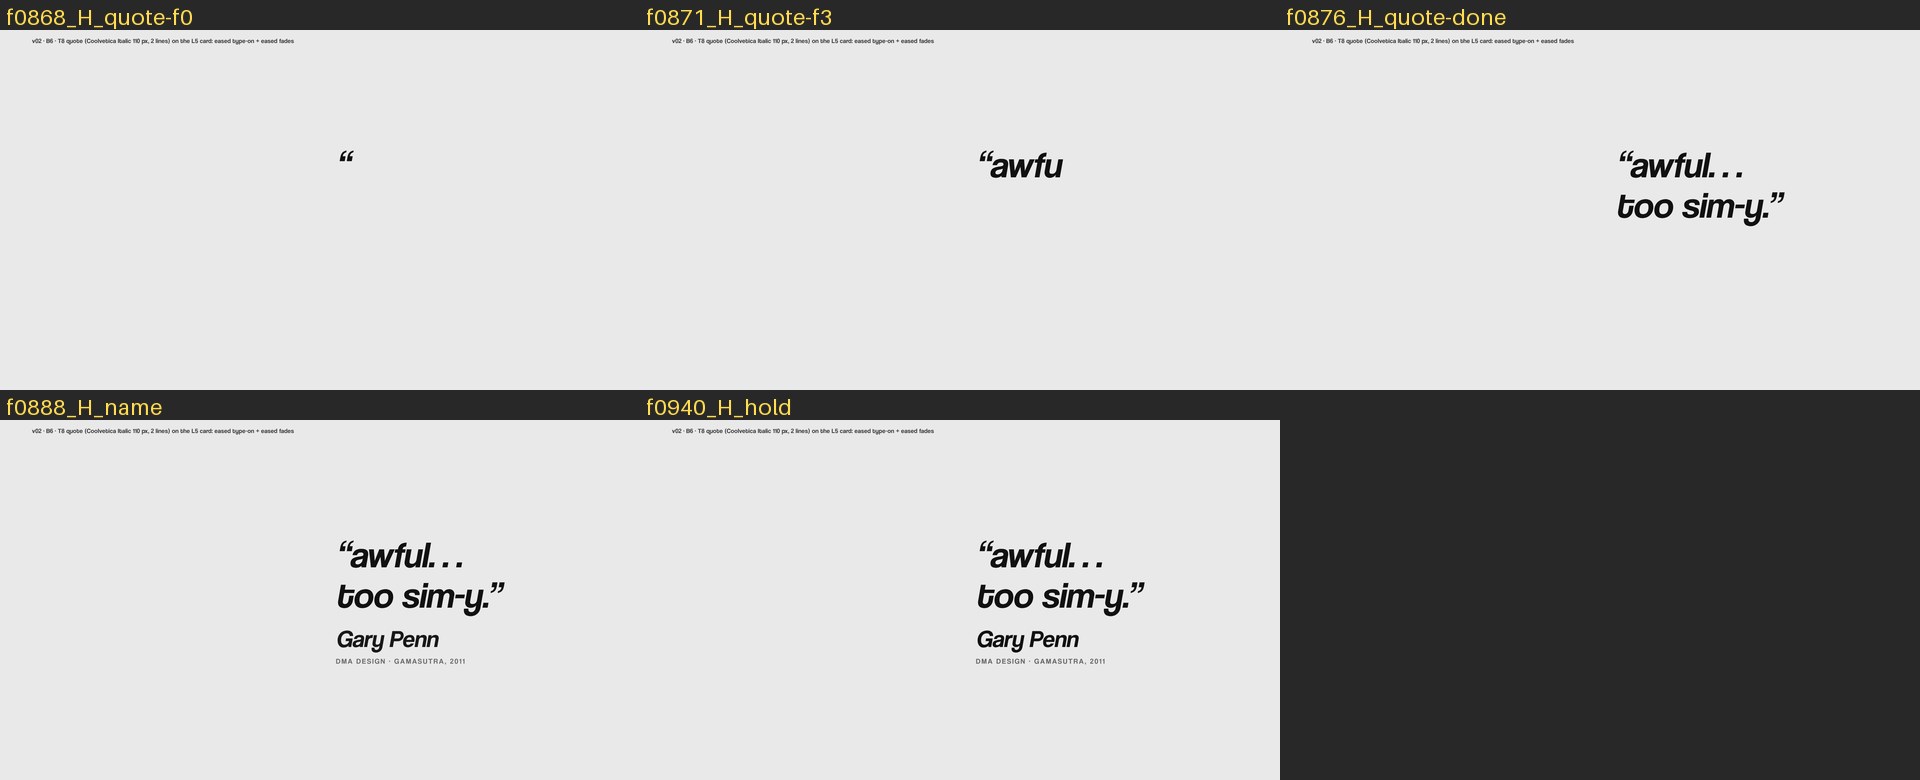 f0868_H_quote-f0
v02 · B6 · T8 quote (Coolvetica Italic 110 px, 2 lines) on the L5 card: eased type-on + eased fades
“
f0871_H_quote-f3
v02 · B6 · T8 quote (Coolvetica Italic 110 px, 2 lines) on the L5 card: eased type-on + eased fades
“awfu
f0876_H_quote-done
v02 · B6 · T8 quote (Coolvetica Italic 110 px, 2 lines) on the L5 card: eased type-on + eased fades
“awful...
too sim-y.”
f0888_H_name
v02 · B6 · T8 quote (Coolvetica Italic 110 px, 2 lines) on the L5 card: eased type-on + eased fades
“awful...
too sim-y.”
Gary Penn
DMA DESIGN · GAMASUTRA, 2011
f0940_H_hold
v02 · B6 · T8 quote (Coolvetica Italic 110 px, 2 lines) on the L5 card: eased type-on + eased fades
“awful...
too sim-y.”
Gary Penn
DMA DESIGN · GAMASUTRA, 2011